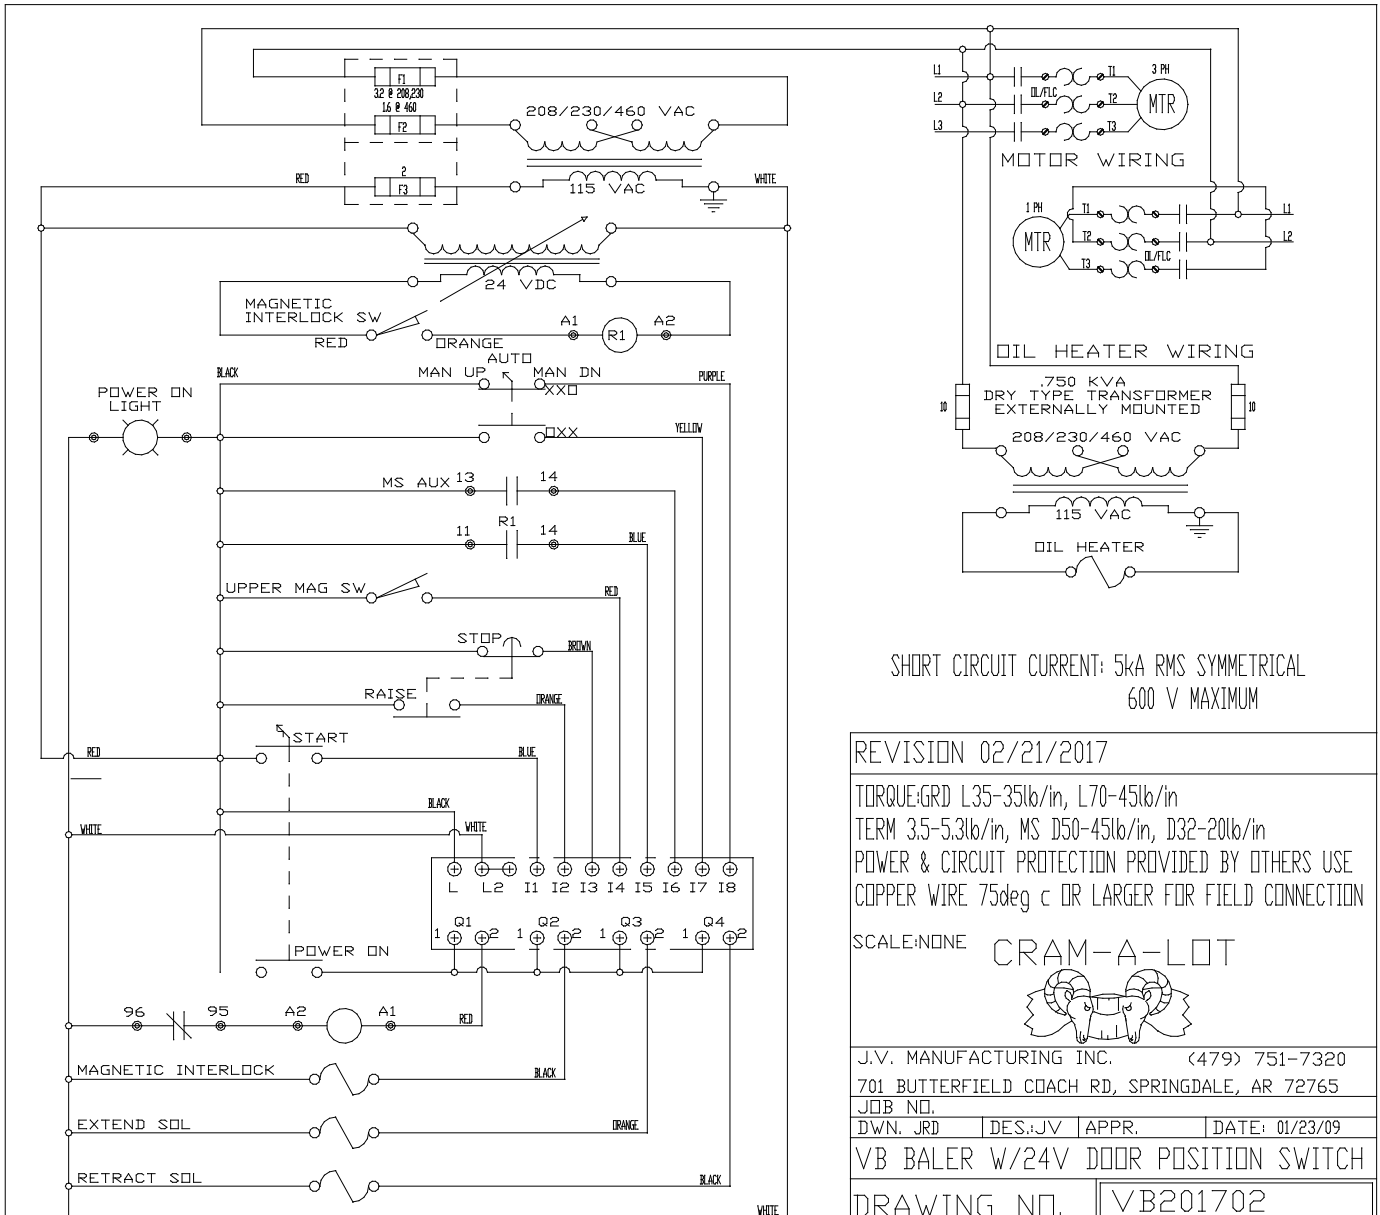 F1
3.2 @ 208,230
1.6 @ 460
F2
208/230/460 VAC
2
RED
F3
115 VAC
WHITE
24 VDC
MAGNETIC
INTERLOCK SW
RED
ORANGE
A1
R1
A2
AUTO
BLACK
MAN UP
MAN DN
XXO
PURPLE
POWER ON
LIGHT
OXX
YELLOW
MS AUX
13
14
R1
11
14
BLUE
UPPER MAG SW
RED
STOP
BROWN
RAISE
ORANGE
START
RED
BLUE
BLACK
WHITE
WHITE
L
L2
I1
I2
I3
I4
I5
I6
I7
I8
Q1
Q2
Q3
Q4
1
2
1
2
1
2
1
2
POWER ON
96
95
A2
A1
RED
MAGNETIC INTERLOCK
BLACK
EXTEND SOL
ORANGE
RETRACT SOL
BLACK
WHITE
L1
T1
3 PH
OL/FLC
L2
T2
MTR
L3
T3
MOTOR WIRING
1 PH
T1
L1
MTR
T2
L2
OL/FLC
T3
OIL HEATER WIRING
.750 KVA
DRY TYPE TRANSFORMER
EXTERNALLY MOUNTED
10
10
208/230/460 VAC
115 VAC
OIL HEATER
SHORT CIRCUIT CURRENT: 5kA RMS SYMMETRICAL
600 V MAXIMUM
REVISION 02/21/2017
TORQUE:GRD L35-35lb/in, L70-45lb/in
TERM 3.5-5.3lb/in, MS D50-45lb/in, D32-20lb/in
POWER & CIRCUIT PROTECTION PROVIDED BY OTHERS USE
COPPER WIRE 75deg c OR LARGER FOR FIELD CONNECTION
SCALE:NONE
CRAM-A-LOT
J.V. MANUFACTURING INC. (479) 751-7320
701 BUTTERFIELD COACH RD, SPRINGDALE, AR 72765
JOB NO.
DWN. JRD
DES.:JV
APPR.
DATE: 01/23/09
VB BALER W/24V DOOR POSITION SWITCH
DRAWING NO.
VB201702